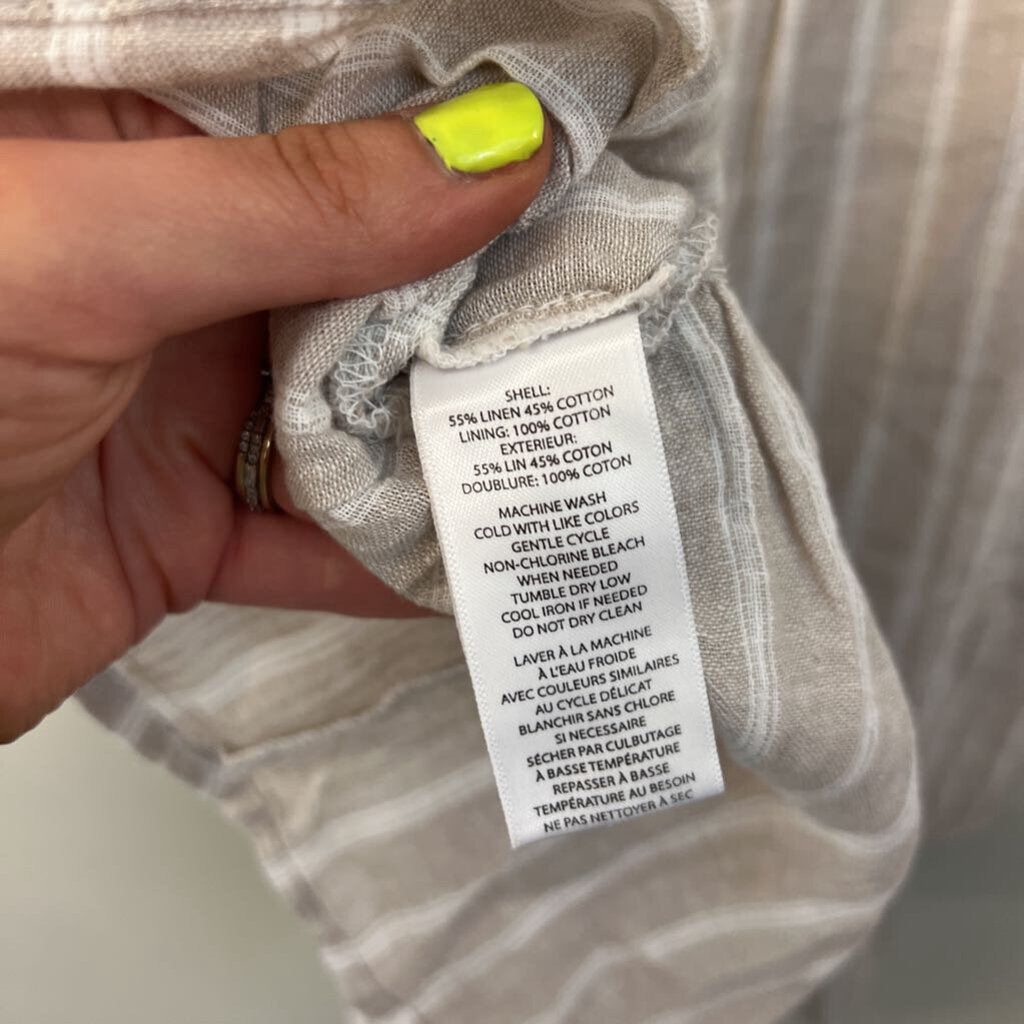 SHELL:
55% LINEN 45% COTTON
LINING: 100% COTTON
EXTERIEUR:
55% LIN 45% COTON
DOUBLURE: 100% COTON
MACHINE WASH
COLD WITH LIKE COLORS
GENTLE CYCLE
NON-CHLORINE BLEACH
WHEN NEEDED
TUMBLE DRY LOW
COOL IRON IF NEEDED
DO NOT DRY CLEAN
LAVER À LA MACHINE
À L'EAU FROIDE
AVEC COULEURS SIMILAIRES
AU CYCLE DÉLICAT
BLANCHIR SANS CHLORE
SI NECESSAIRE
SÉCHER PAR CULBUTAGE
À BASSE TEMPÉRATURE
REPASSER À BASSE
TEMPÉRATURE AU BESOIN
NE PAS NETTOYER À SEC